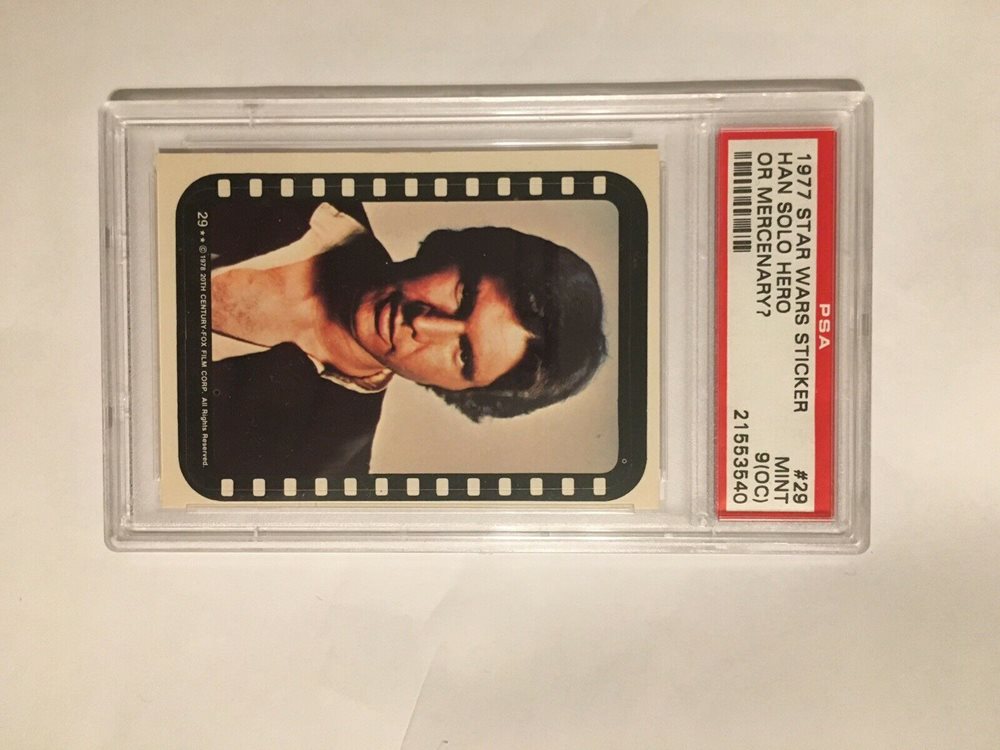 PSA
1977 STAR WARS STICKER #29
HAN SOLO HERO MINT
OR MERCENARY? 9(OC)
21553540
29 ** © 1978 20TH CENTURY-FOX FILM CORP. All Rights Reserved.